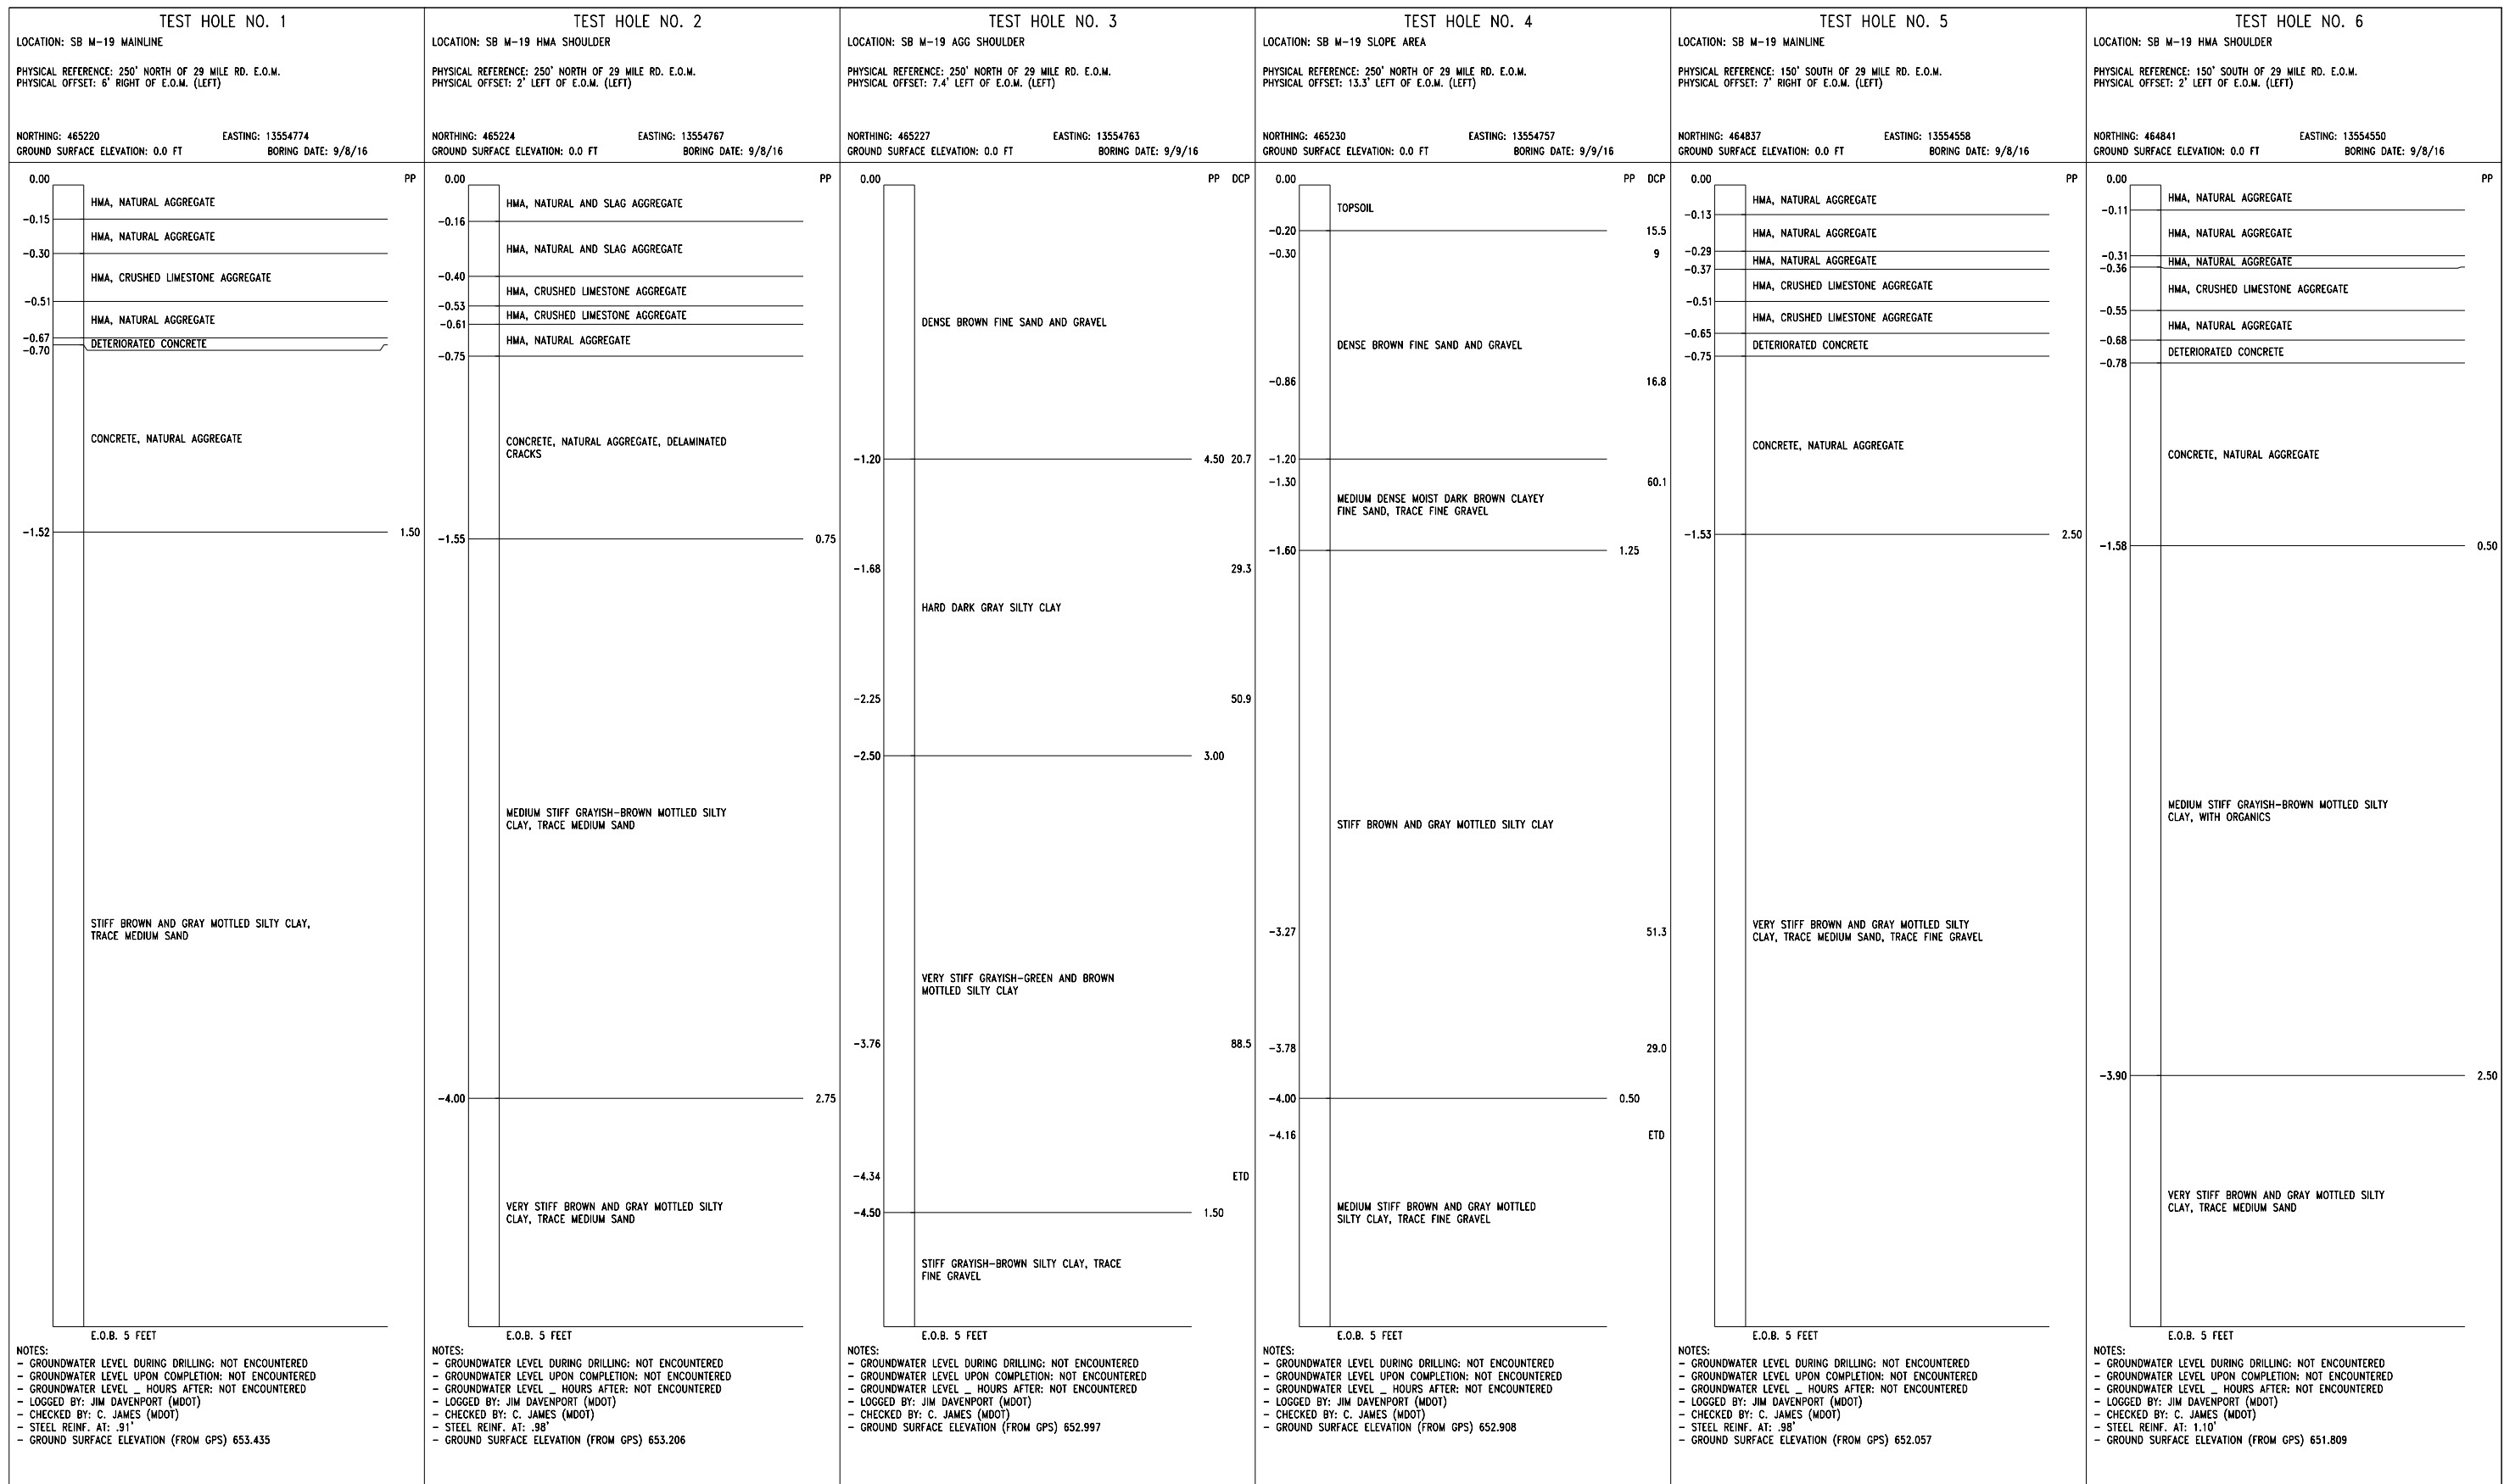 TEST HOLE NO. 1
LOCATION: SB M-19 MAINLINE
PHYSICAL REFERENCE: 250' NORTH OF 29 MILE RD. E.O.M.
PHYSICAL OFFSET: 6' RIGHT OF E.O.M. (LEFT)
NORTHING: 465220 EASTING: 13554774
GROUND SURFACE ELEVATION: 0.0 FT BORING DATE: 9/8/16
0.00 PP
HMA, NATURAL AGGREGATE
-0.15
HMA, NATURAL AGGREGATE
-0.30
HMA, CRUSHED LIMESTONE AGGREGATE
-0.51
HMA, NATURAL AGGREGATE
-0.67
DETERIORATED CONCRETE
-0.70
CONCRETE, NATURAL AGGREGATE
-1.52 1.50
STIFF BROWN AND GRAY MOTTLED SILTY CLAY,
TRACE MEDIUM SAND
E.O.B. 5 FEET
NOTES:
- GROUNDWATER LEVEL DURING DRILLING: NOT ENCOUNTERED
- GROUNDWATER LEVEL UPON COMPLETION: NOT ENCOUNTERED
- GROUNDWATER LEVEL _ HOURS AFTER: NOT ENCOUNTERED
- LOGGED BY: JIM DAVENPORT (MDOT)
- CHECKED BY: C. JAMES (MDOT)
- STEEL REINF. AT: .91'
- GROUND SURFACE ELEVATION (FROM GPS) 653.435
TEST HOLE NO. 2
LOCATION: SB M-19 HMA SHOULDER
PHYSICAL REFERENCE: 250' NORTH OF 29 MILE RD. E.O.M.
PHYSICAL OFFSET: 2' LEFT OF E.O.M. (LEFT)
NORTHING: 465224 EASTING: 13554767
GROUND SURFACE ELEVATION: 0.0 FT BORING DATE: 9/8/16
0.00 PP
HMA, NATURAL AND SLAG AGGREGATE
-0.16
HMA, NATURAL AND SLAG AGGREGATE
-0.40
HMA, CRUSHED LIMESTONE AGGREGATE
-0.53
HMA, CRUSHED LIMESTONE AGGREGATE
-0.61
HMA, NATURAL AGGREGATE
-0.75
CONCRETE, NATURAL AGGREGATE, DELAMINATED
CRACKS
-1.55 0.75
MEDIUM STIFF GRAYISH-BROWN MOTTLED SILTY
CLAY, TRACE MEDIUM SAND
-4.00 2.75
VERY STIFF BROWN AND GRAY MOTTLED SILTY
CLAY, TRACE MEDIUM SAND
E.O.B. 5 FEET
NOTES:
- GROUNDWATER LEVEL DURING DRILLING: NOT ENCOUNTERED
- GROUNDWATER LEVEL UPON COMPLETION: NOT ENCOUNTERED
- GROUNDWATER LEVEL _ HOURS AFTER: NOT ENCOUNTERED
- LOGGED BY: JIM DAVENPORT (MDOT)
- CHECKED BY: C. JAMES (MDOT)
- STEEL REINF. AT: .98'
- GROUND SURFACE ELEVATION (FROM GPS) 653.206
TEST HOLE NO. 3
LOCATION: SB M-19 AGG SHOULDER
PHYSICAL REFERENCE: 250' NORTH OF 29 MILE RD. E.O.M.
PHYSICAL OFFSET: 7.4' LEFT OF E.O.M. (LEFT)
NORTHING: 465227 EASTING: 13554763
GROUND SURFACE ELEVATION: 0.0 FT BORING DATE: 9/9/16
0.00 PP DCP
DENSE BROWN FINE SAND AND GRAVEL
-1.20 4.50 20.7
-1.68 29.3
HARD DARK GRAY SILTY CLAY
-2.25 50.9
-2.50 3.00
VERY STIFF GRAYISH-GREEN AND BROWN
MOTTLED SILTY CLAY
-3.76 88.5
-4.34 ETD
-4.50 1.50
STIFF GRAYISH-BROWN SILTY CLAY, TRACE
FINE GRAVEL
E.O.B. 5 FEET
NOTES:
- GROUNDWATER LEVEL DURING DRILLING: NOT ENCOUNTERED
- GROUNDWATER LEVEL UPON COMPLETION: NOT ENCOUNTERED
- GROUNDWATER LEVEL _ HOURS AFTER: NOT ENCOUNTERED
- LOGGED BY: JIM DAVENPORT (MDOT)
- CHECKED BY: C. JAMES (MDOT)
- GROUND SURFACE ELEVATION (FROM GPS) 652.997
TEST HOLE NO. 4
LOCATION: SB M-19 SLOPE AREA
PHYSICAL REFERENCE: 250' NORTH OF 29 MILE RD. E.O.M.
PHYSICAL OFFSET: 13.3' LEFT OF E.O.M. (LEFT)
NORTHING: 465230 EASTING: 13554757
GROUND SURFACE ELEVATION: 0.0 FT BORING DATE: 9/9/16
0.00 PP DCP
TOPSOIL
-0.20 15.5
-0.30 9
DENSE BROWN FINE SAND AND GRAVEL
-0.86 16.8
-1.20
-1.30 60.1
MEDIUM DENSE MOIST DARK BROWN CLAYEY
FINE SAND, TRACE FINE GRAVEL
-1.60 1.25
STIFF BROWN AND GRAY MOTTLED SILTY CLAY
-3.27 51.3
-3.78 29.0
-4.00 0.50
-4.16 ETD
MEDIUM STIFF BROWN AND GRAY MOTTLED
SILTY CLAY, TRACE FINE GRAVEL
E.O.B. 5 FEET
NOTES:
- GROUNDWATER LEVEL DURING DRILLING: NOT ENCOUNTERED
- GROUNDWATER LEVEL UPON COMPLETION: NOT ENCOUNTERED
- GROUNDWATER LEVEL _ HOURS AFTER: NOT ENCOUNTERED
- LOGGED BY: JIM DAVENPORT (MDOT)
- CHECKED BY: C. JAMES (MDOT)
- GROUND SURFACE ELEVATION (FROM GPS) 652.908
TEST HOLE NO. 5
LOCATION: SB M-19 MAINLINE
PHYSICAL REFERENCE: 150' SOUTH OF 29 MILE RD. E.O.M.
PHYSICAL OFFSET: 7' RIGHT OF E.O.M. (LEFT)
NORTHING: 464837 EASTING: 13554558
GROUND SURFACE ELEVATION: 0.0 FT BORING DATE: 9/8/16
0.00 PP
HMA, NATURAL AGGREGATE
-0.13
HMA, NATURAL AGGREGATE
-0.29
HMA, NATURAL AGGREGATE
-0.37
HMA, CRUSHED LIMESTONE AGGREGATE
-0.51
HMA, CRUSHED LIMESTONE AGGREGATE
-0.65
DETERIORATED CONCRETE
-0.75
CONCRETE, NATURAL AGGREGATE
-1.53 2.50
VERY STIFF BROWN AND GRAY MOTTLED SILTY
CLAY, TRACE MEDIUM SAND, TRACE FINE GRAVEL
E.O.B. 5 FEET
NOTES:
- GROUNDWATER LEVEL DURING DRILLING: NOT ENCOUNTERED
- GROUNDWATER LEVEL UPON COMPLETION: NOT ENCOUNTERED
- GROUNDWATER LEVEL _ HOURS AFTER: NOT ENCOUNTERED
- LOGGED BY: JIM DAVENPORT (MDOT)
- CHECKED BY: C. JAMES (MDOT)
- STEEL REINF. AT: .98'
- GROUND SURFACE ELEVATION (FROM GPS) 652.057
TEST HOLE NO. 6
LOCATION: SB M-19 HMA SHOULDER
PHYSICAL REFERENCE: 150' SOUTH OF 29 MILE RD. E.O.M.
PHYSICAL OFFSET: 2' LEFT OF E.O.M. (LEFT)
NORTHING: 464841 EASTING: 13554550
GROUND SURFACE ELEVATION: 0.0 FT BORING DATE: 9/8/16
0.00 PP
HMA, NATURAL AGGREGATE
-0.11
HMA, NATURAL AGGREGATE
-0.31
HMA, NATURAL AGGREGATE
-0.36
HMA, CRUSHED LIMESTONE AGGREGATE
-0.55
HMA, NATURAL AGGREGATE
-0.68
DETERIORATED CONCRETE
-0.78
CONCRETE, NATURAL AGGREGATE
-1.58 0.50
MEDIUM STIFF GRAYISH-BROWN MOTTLED SILTY
CLAY, WITH ORGANICS
-3.90 2.50
VERY STIFF BROWN AND GRAY MOTTLED SILTY
CLAY, TRACE MEDIUM SAND
E.O.B. 5 FEET
NOTES:
- GROUNDWATER LEVEL DURING DRILLING: NOT ENCOUNTERED
- GROUNDWATER LEVEL UPON COMPLETION: NOT ENCOUNTERED
- GROUNDWATER LEVEL _ HOURS AFTER: NOT ENCOUNTERED
- LOGGED BY: JIM DAVENPORT (MDOT)
- CHECKED BY: C. JAMES (MDOT)
- STEEL REINF. AT: 1.10'
- GROUND SURFACE ELEVATION (FROM GPS) 651.809